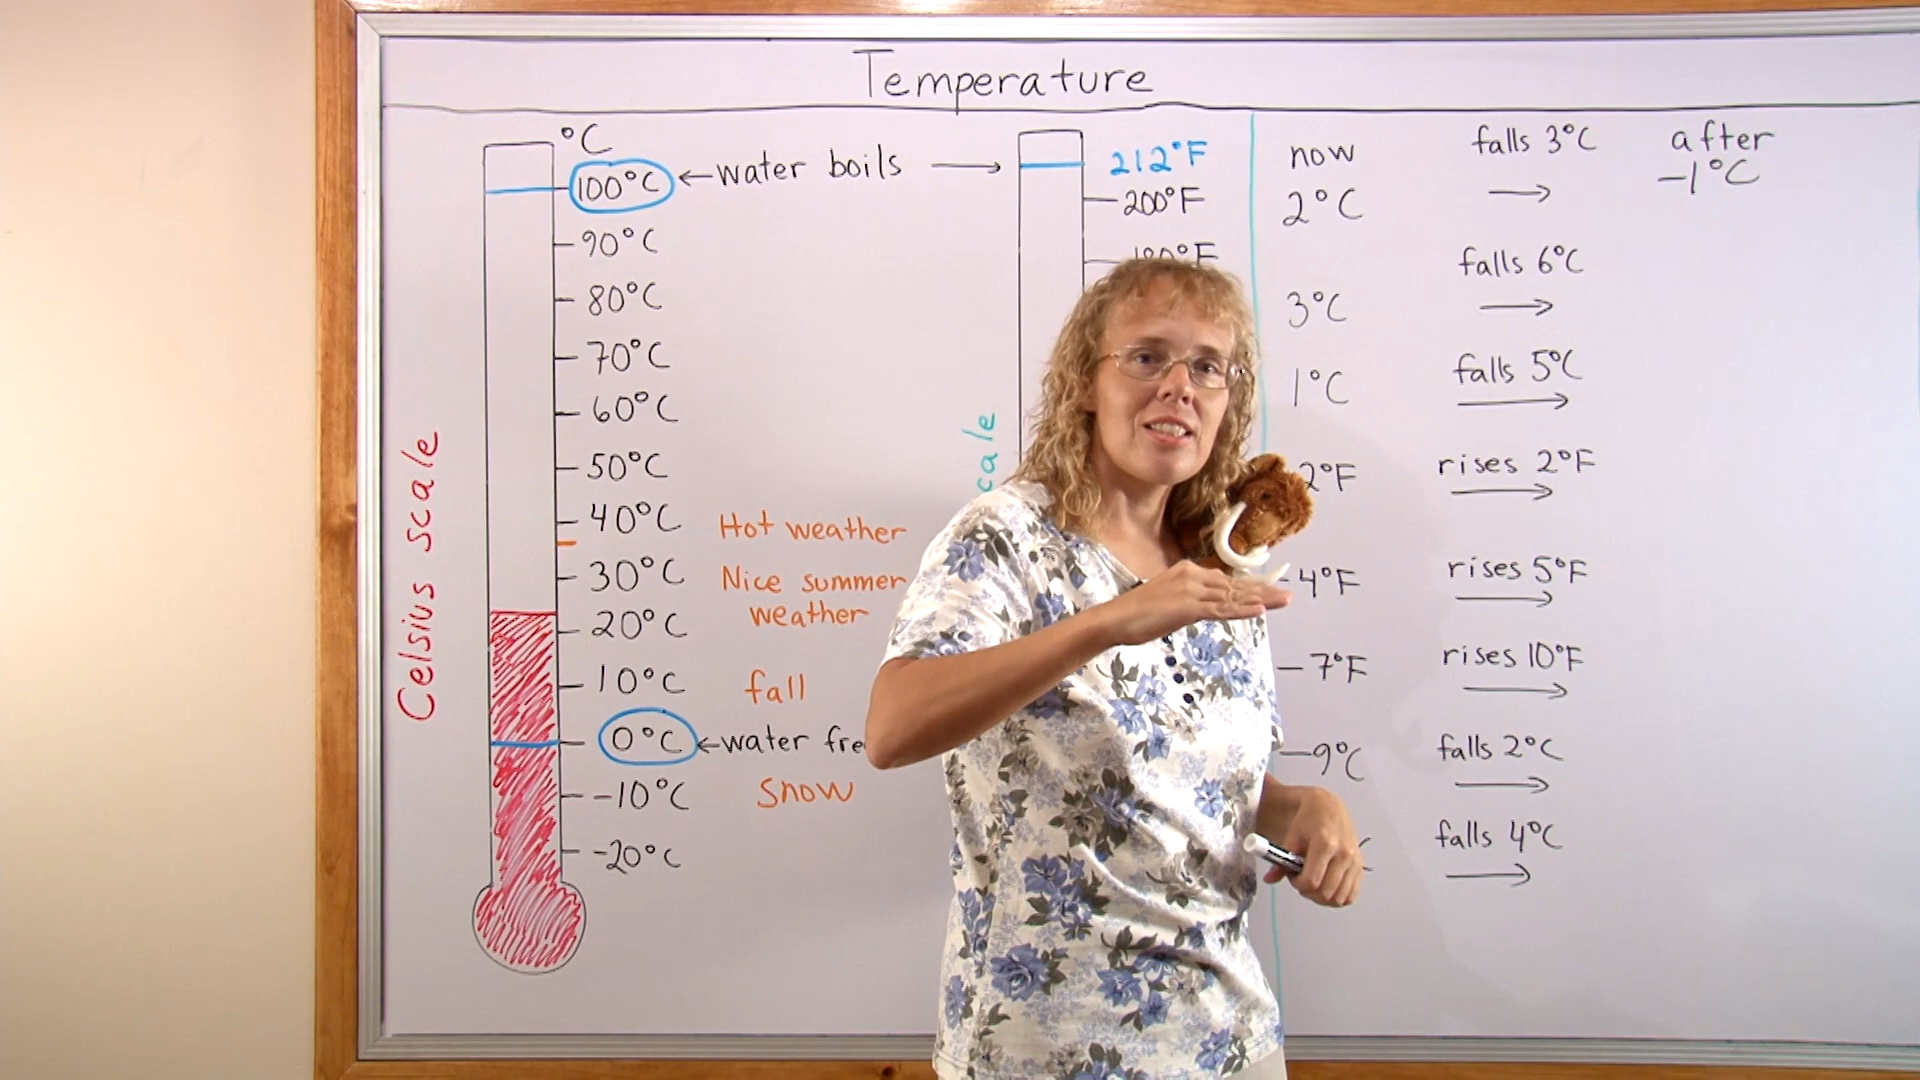 Temperature
°C
100°C
←water boils →
90°C
80°C
70°C
60°C
50°C
40°C
30°C
20°C
10°C
0°C
-10°C
-20°C
Celsius scale
Hot weather
Nice summer
weather
fall
←water
snow
212°F
200°F
now
falls 3°C
after
2°C
→
-1°C
3°C
falls 6°C
→
1°C
falls 5°C
→
2°F
rises 2°F
→
-4°F
rises 5°F
→
-7°F
rises 10°F
→
-9°C
falls 2°C
→
falls 4°C
→